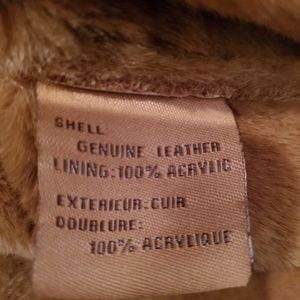 SHELL
GENUINE LEATHER
LINING:100% ACRYLIC
EXTERIEUR:CUIR
DOUBLURE:
100% ACRYLIQUE